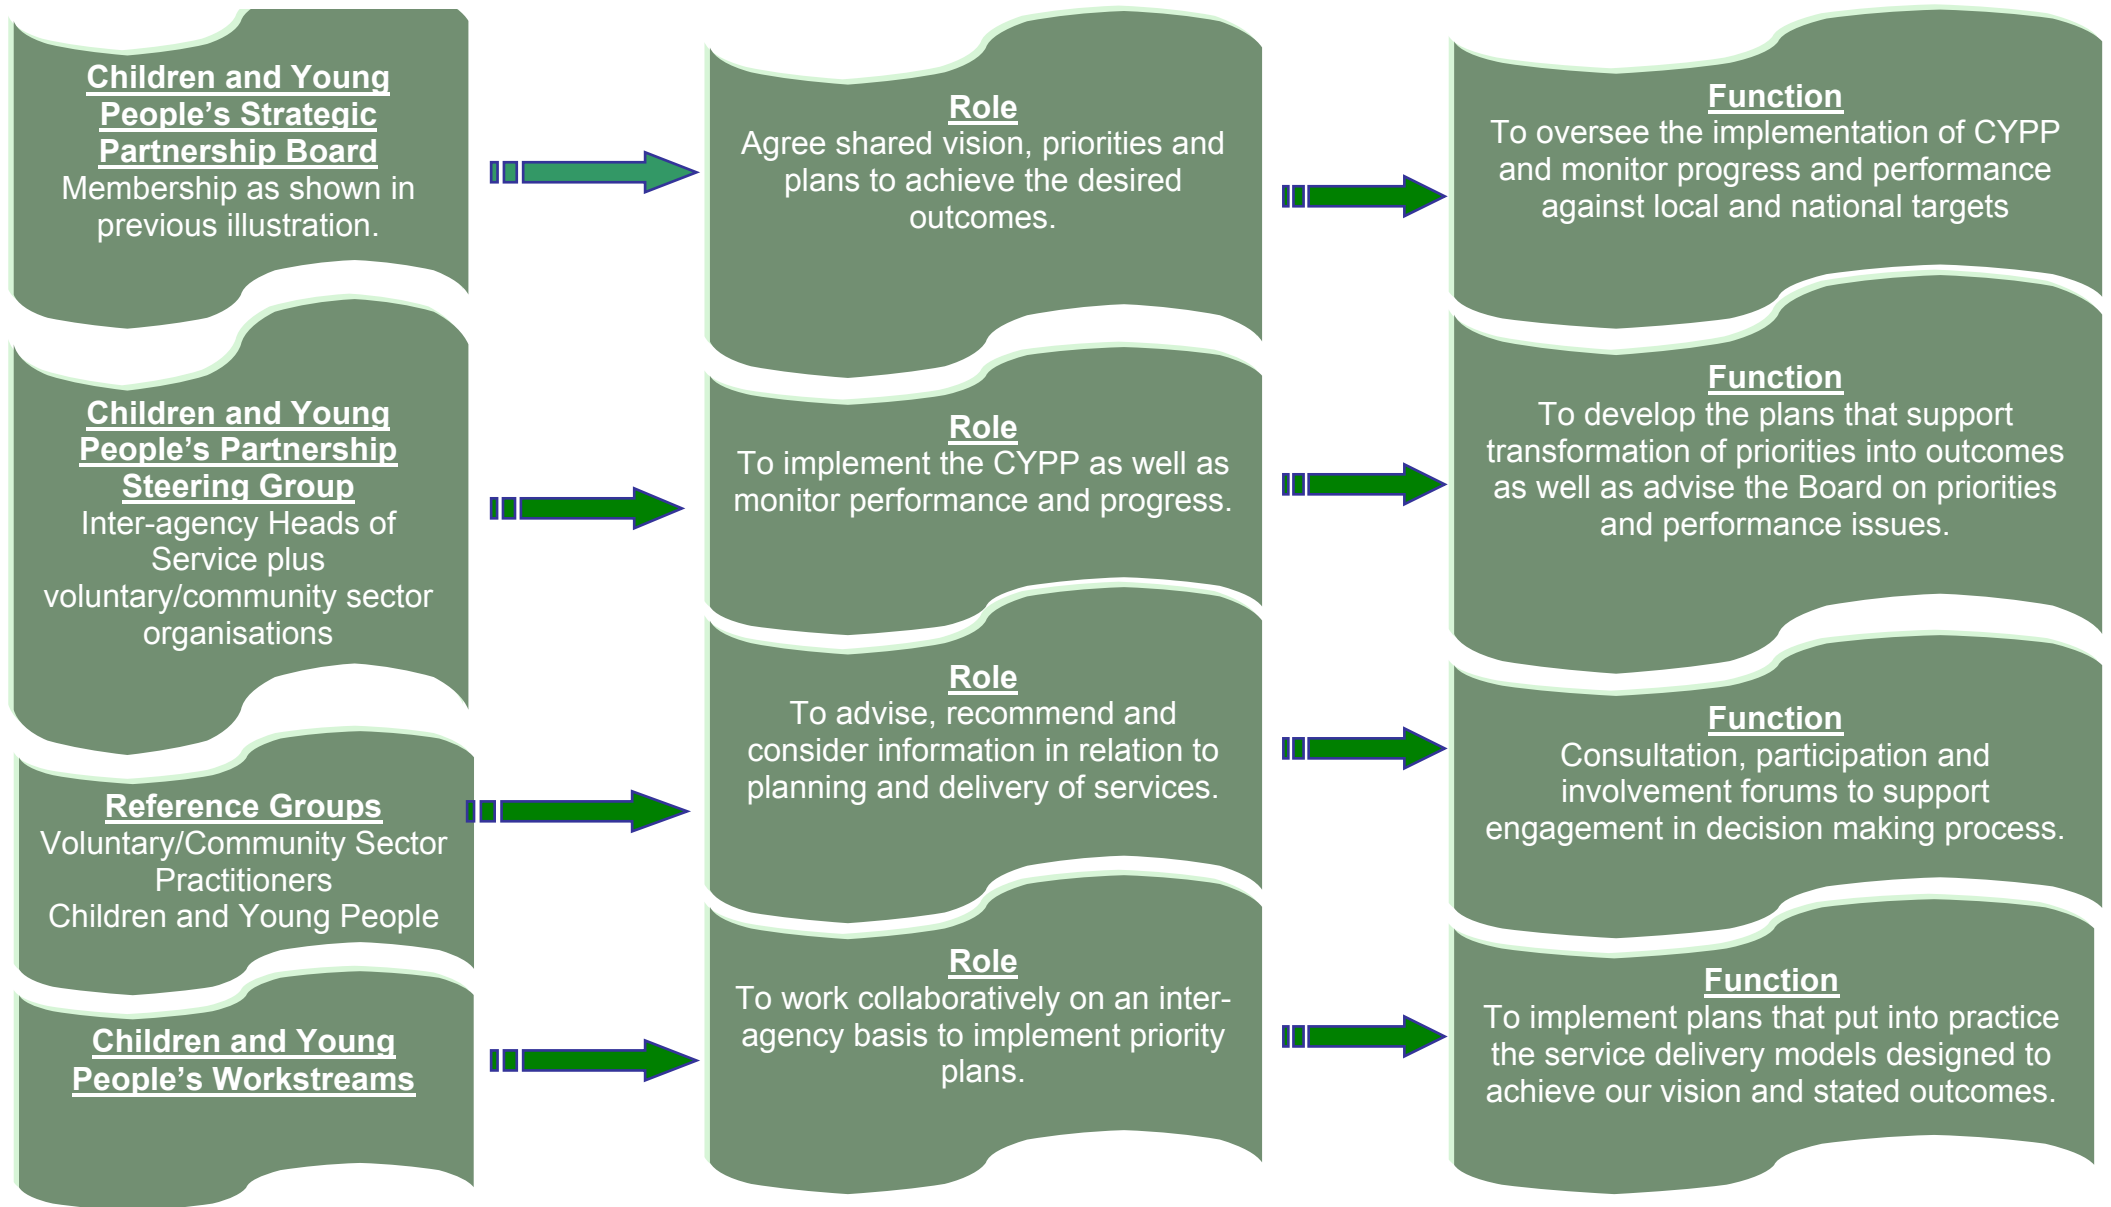 Children and Young
People’s Strategic
Partnership Board
Membership as shown in
previous illustration.
Role
Agree shared vision, priorities and
plans to achieve the desired
outcomes.
Function
To oversee the implementation of CYPP
and monitor progress and performance
against local and national targets
Children and Young
People’s Partnership
Steering Group
Inter-agency Heads of
Service plus
voluntary/community sector
organisations
Role
To implement the CYPP as well as
monitor performance and progress.
Function
To develop the plans that support
transformation of priorities into outcomes
as well as advise the Board on priorities
and performance issues.
Reference Groups
Voluntary/Community Sector
Practitioners
Children and Young People
Role
To advise, recommend and
consider information in relation to
planning and delivery of services.
Function
Consultation, participation and
involvement forums to support
engagement in decision making process.
Children and Young
People’s Workstreams
Role
To work collaboratively on an inter-
agency basis to implement priority
plans.
Function
To implement plans that put into practice
the service delivery models designed to
achieve our vision and stated outcomes.